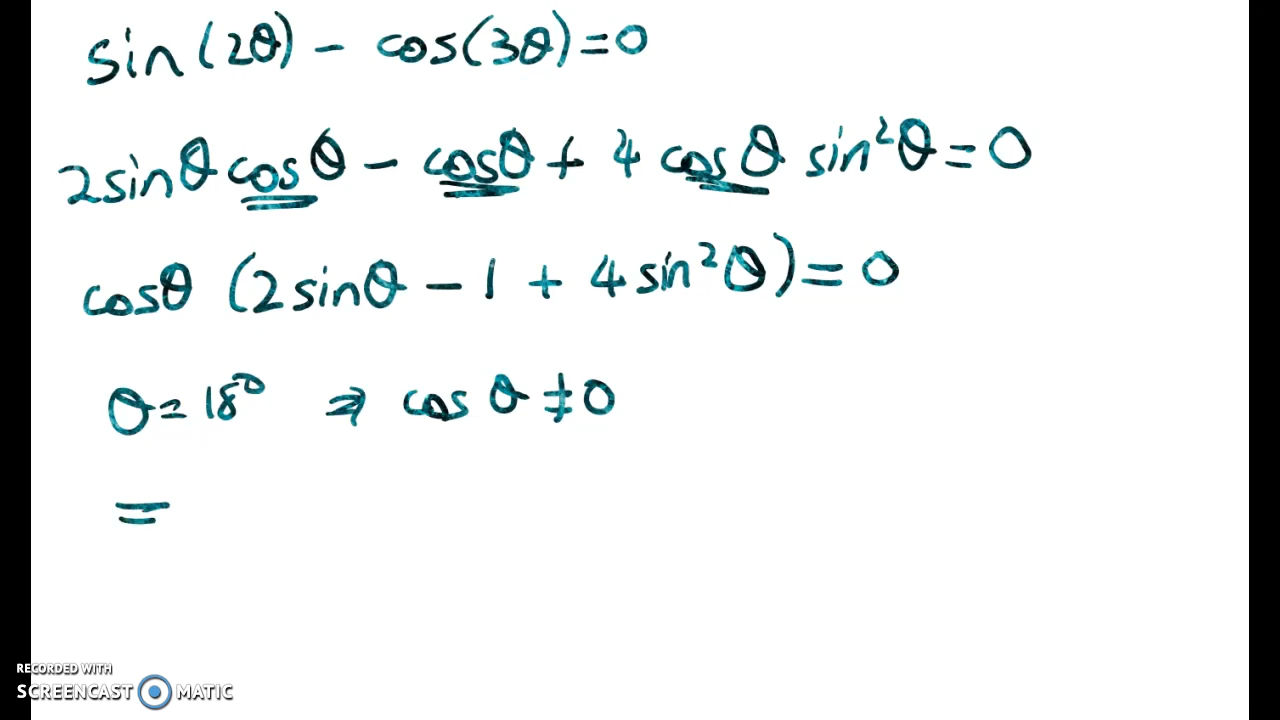 sin(2θ) - cos(3θ)=0
2sinθ cosθ - cosθ + 4 cosθ sin²θ=0
cosθ (2sinθ - 1 + 4sin²θ)=0
θ=18° ⇒ cos θ≠0
=
RECORDED WITH
SCREENCAST MATIC